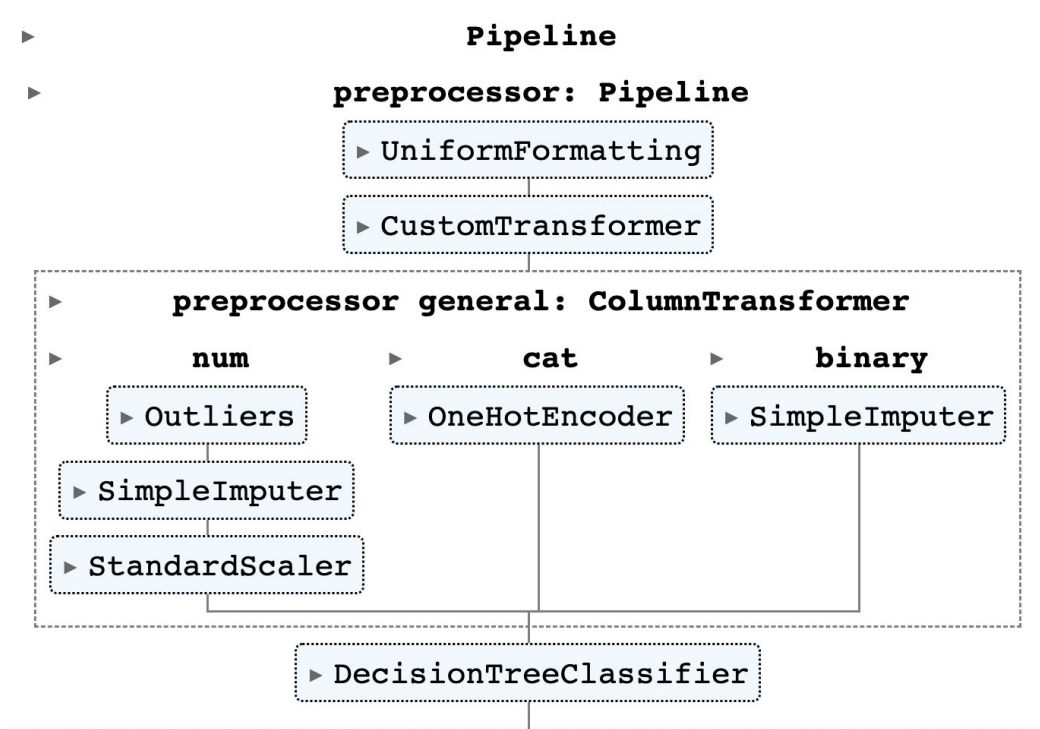 Pipeline
preprocessor: Pipeline
UniformFormatting
CustomTransformer
preprocessor general: ColumnTransformer
num cat binary
Outliers OneHotEncoder SimpleImputer
SimpleImputer
StandardScaler
DecisionTreeClassifier